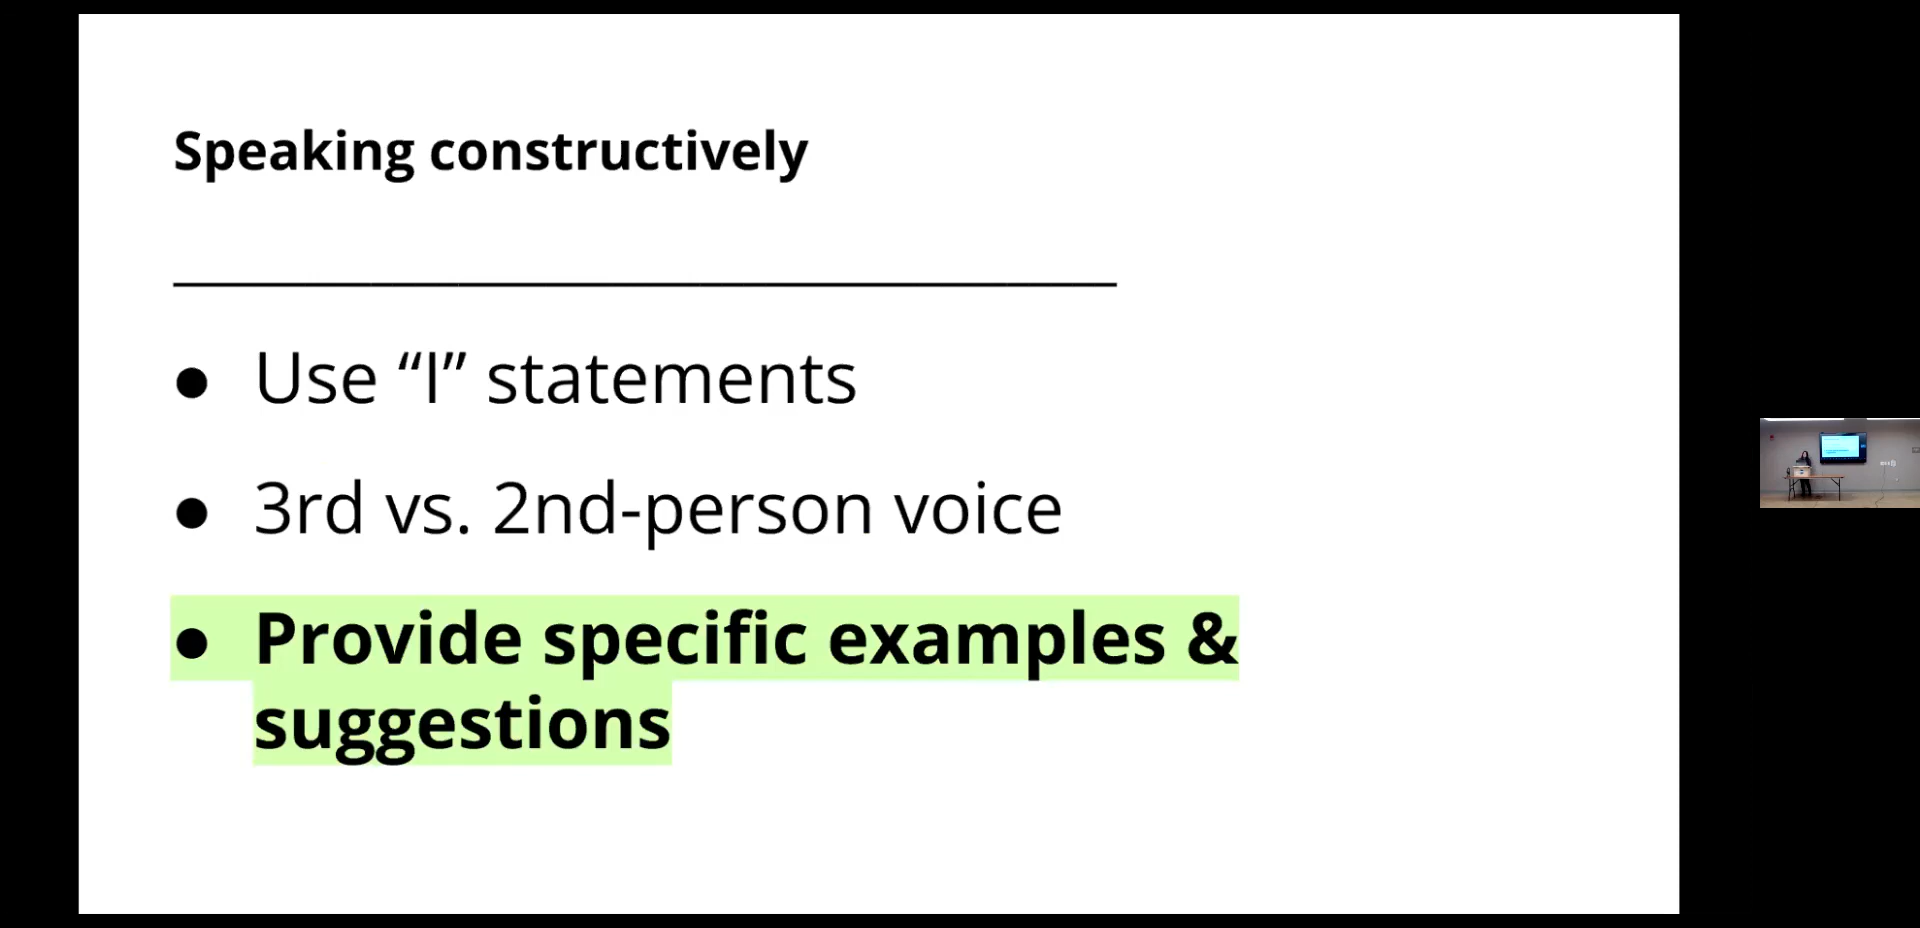 Speaking constructively
● Use “I” statements
● 3rd vs. 2nd-person voice
● Provide specific examples &
suggestions